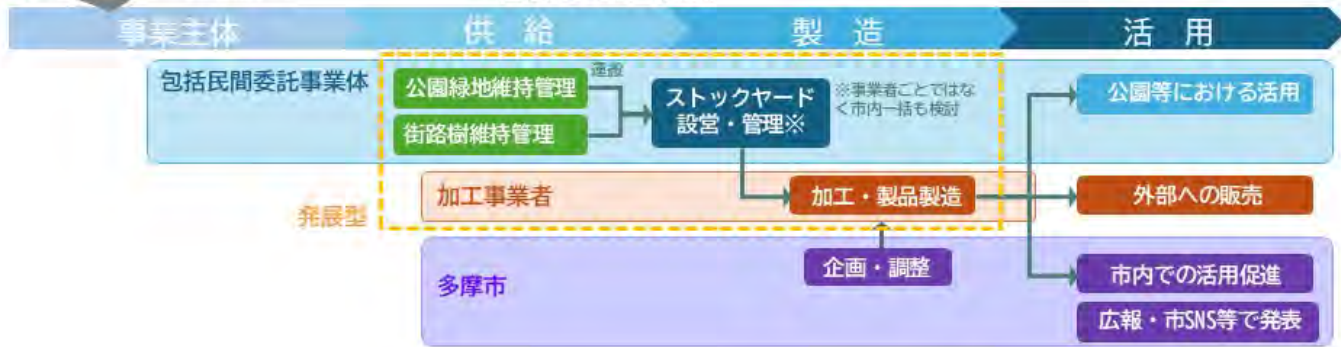 事業主体
供 給
製 造
活 用
包括民間委託事業体
公園緑地維持管理
運搬
街路樹維持管理
ストックヤード
設営・管理※
※事業者ごとではな
く市内一括も検討
公園等における活用
加工事業者
加工・製品製造
外部への販売
発展型
多摩市
企画・調整
市内での活用促進
広報・市SNS等で発表